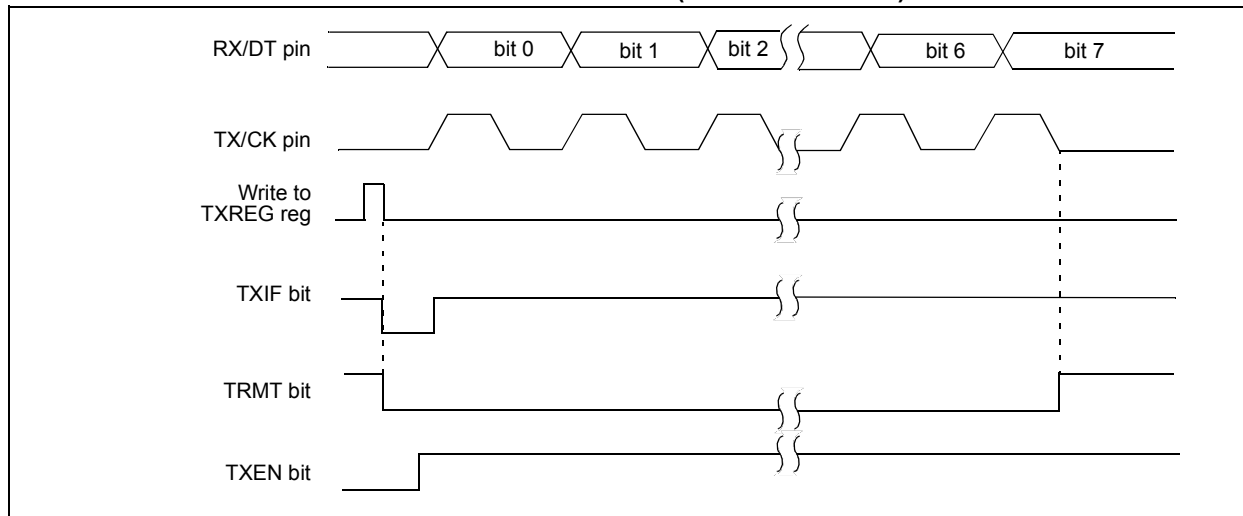 RX/DT pin
bit 0
bit 1
bit 2
bit 6
bit 7
TX/CK pin
Write to
TXREG reg
TXIF bit
TRMT bit
TXEN bit